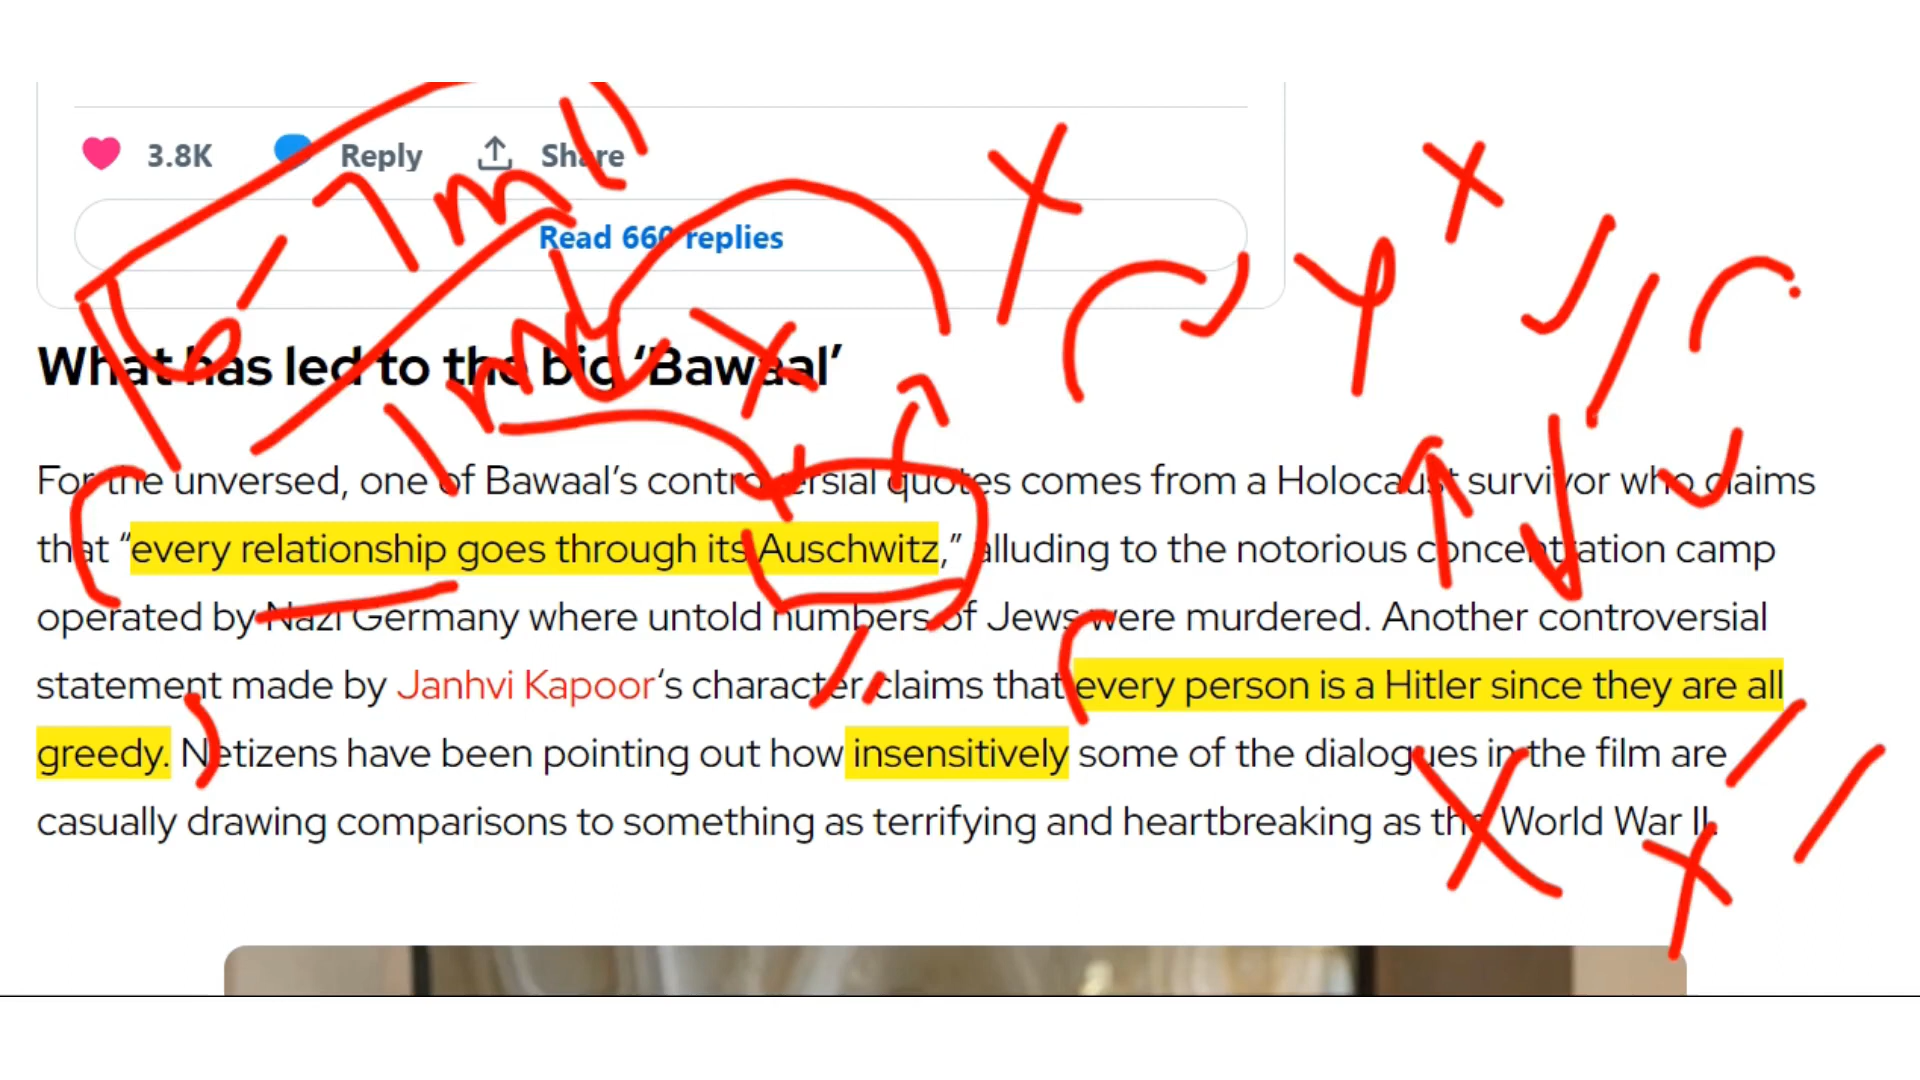 3.8K Reply Share
Read 660 replies
What has led to the big ‘Bawaal’
For the unversed, one of Bawaal’s controversial quotes comes from a Holocaust survivor who claims
that “every relationship goes through its Auschwitz,” alluding to the notorious concentration camp
operated by Nazi Germany where untold numbers of Jews were murdered. Another controversial
statement made by Janhvi Kapoor‘s character, claims that every person is a Hitler since they are all
greedy. Netizens have been pointing out how insensitively some of the dialogues in the film are
casually drawing comparisons to something as terrifying and heartbreaking as the World War II.